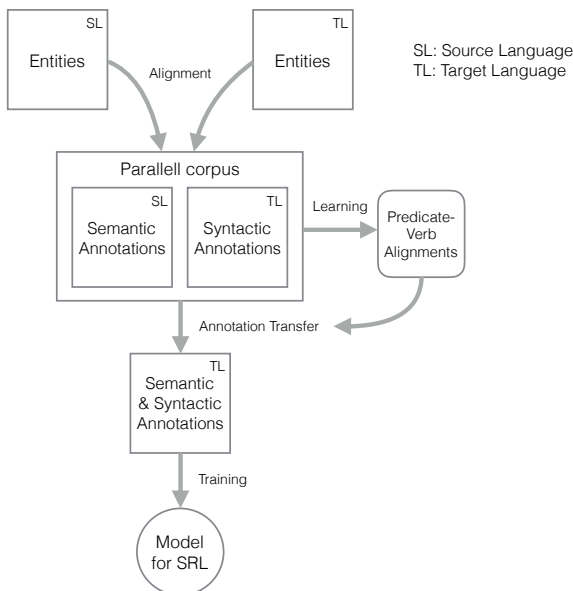 SL
Entities
TL
Entities
SL: Source Language
TL: Target Language
Alignment
Parallell corpus
SL
Semantic
Annotations
TL
Syntactic
Annotations
Learning
Predicate-
Verb
Alignments
Annotation Transfer
TL
Semantic
& Syntactic
Annotations
Training
Model
for SRL